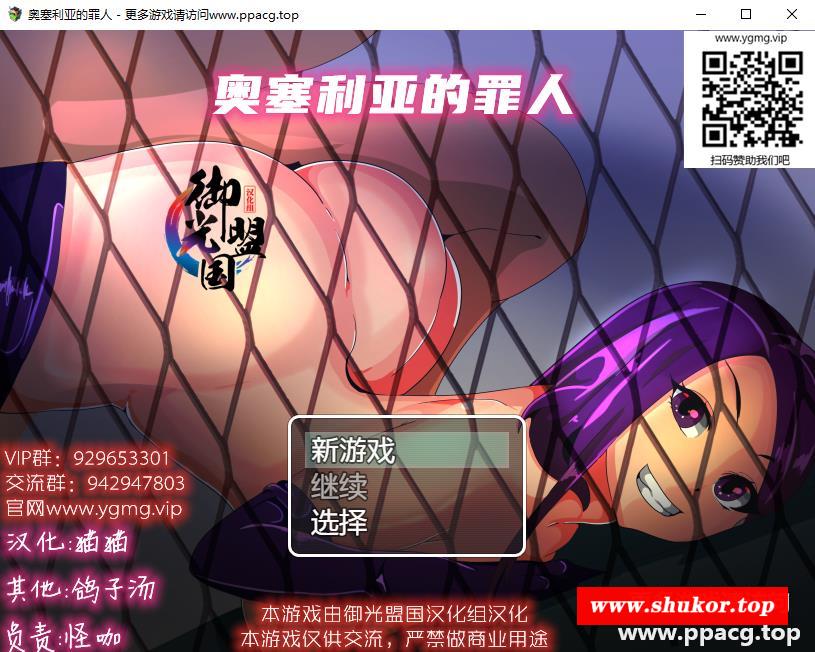 奥塞利亚的罪人 - 更多游戏请访问www.ppacg.top
www.ygmg.vip
扫码赞助我们吧
奥塞利亚的罪人
御光盟国
汉化组
新游戏
继续
选择
VIP群：929653301
交流群：942947803
官网www.ygmg.vip
汉化:猫猫
其他:鸽子汤
负责:怪咖
本游戏由御光盟国汉化组汉化
本游戏仅供交流，严禁做商业用途
www.shukor.top
www.ppacg.top